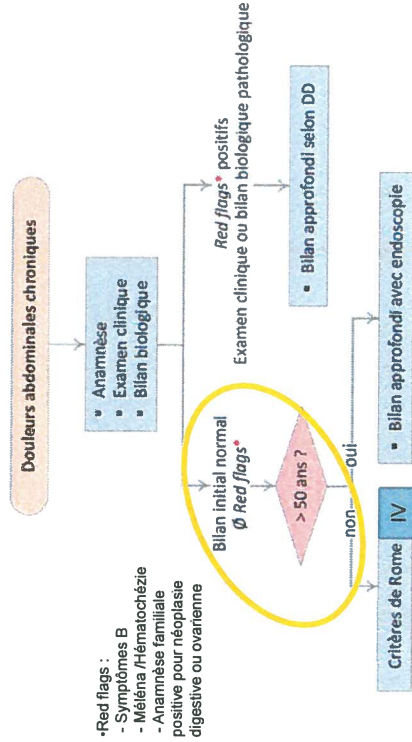 Douleurs abdominales chroniques
▪ Anamnèse
▪ Examen clinique
▪ Bilan biologique
•Red flags :
- Symptômes B
- Méléna /Hématochézie
- Anamnèse familiale
positive pour néoplasie
digestive ou ovarienne
Bilan initial normal
Ø Red flags*
Red flags* positifs
Examen clinique ou bilan biologique pathologique
> 50 ans ?
▪ Bilan approfondi selon DD
non
oui
Critères de Rome IV
▪ Bilan approfondi avec endoscopie